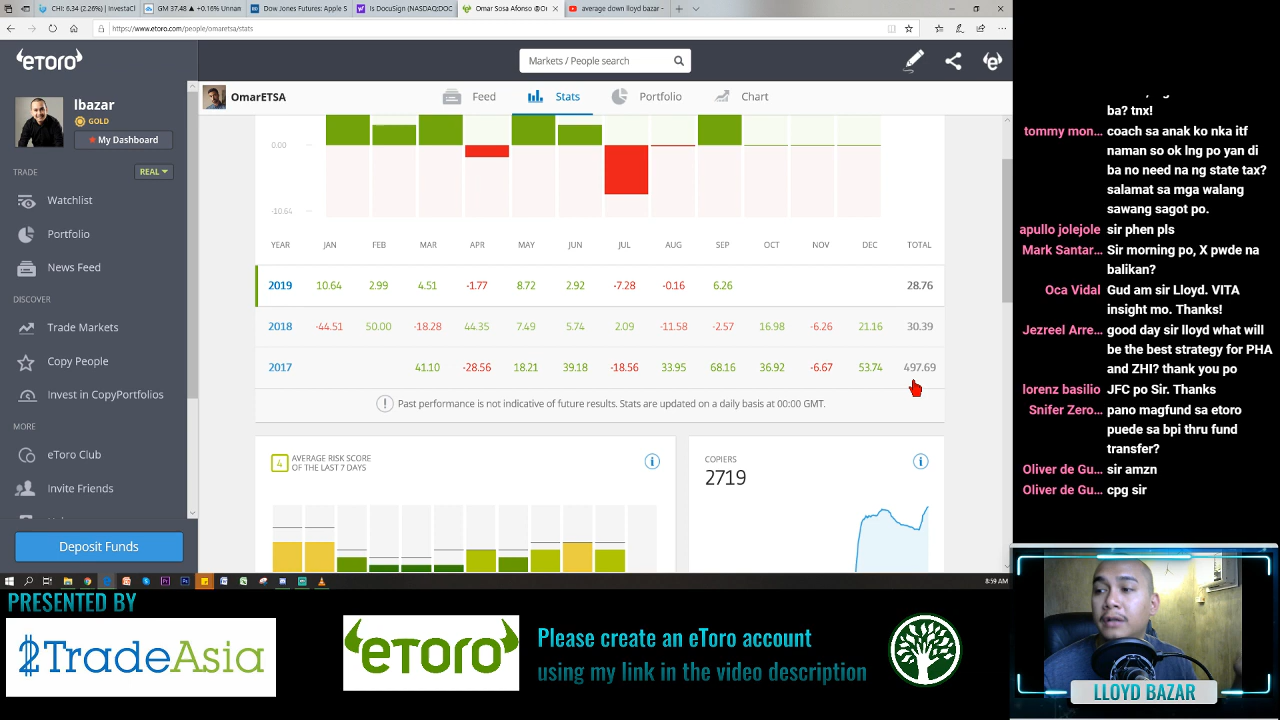 CHI: 6.34 (2.26%) | InvestaCl
GM 37.48 ▲ +0.16% Unnan
Dow Jones Futures: Apple S
Is DocuSign (NASDAQ:DOC
Omar Sosa Afonso @O
average down lloyd bazar -
https://www.etoro.com/people/omaretsa/stats
eToro
Markets / People search
lbazar
GOLD
My Dashboard
TRADE
REAL
Watchlist
Portfolio
News Feed
DISCOVER
Trade Markets
Copy People
Invest in CopyPortfolios
MORE
eToro Club
Invite Friends
Deposit Funds
OmarETSA
Feed
Stats
Portfolio
Chart
0.00
-10.64
YEAR JAN FEB MAR APR MAY JUN JUL AUG SEP OCT NOV DEC TOTAL
2019 10.64 2.99 4.51 -1.77 8.72 2.92 -7.28 -0.16 6.26 28.76
2018 -44.51 50.00 -18.28 44.35 7.49 5.74 2.09 -11.58 -2.57 16.98 -6.26 21.16 30.39
2017 41.10 -28.56 18.21 39.18 -18.56 33.95 68.16 36.92 -6.67 53.74 497.69
Past performance is not indicative of future results. Stats are updated on a daily basis at 00:00 GMT.
4 AVERAGE RISK SCORE
OF THE LAST 7 DAYS
COPIERS
2719
8:59 AM
ba? tnx!
tommy mon... coach sa anak ko nka itf
naman so ok lng po yan di
ba no need na ng state tax?
salamat sa mga walang
sawang sagot po.
apullo jolejole sir phen pls
Mark Santar... Sir morning po, X pwde na
balikan?
Oca Vidal Gud am sir Lloyd. VITA
insight mo. Thanks!
Jezreel Arre... good day sir lloyd what will
be the best strategy for PHA
and ZHI? thank you po
lorenz basilio JFC po Sir. Thanks
Snifer Zero... pano magfund sa etoro
puede sa bpi thru fund
transfer?
Oliver de Gu... sir amzn
Oliver de Gu... cpg sir
PRESENTED BY
2TradeAsia
eToro
Please create an eToro account
using my link in the video description
LLOYD BAZAR